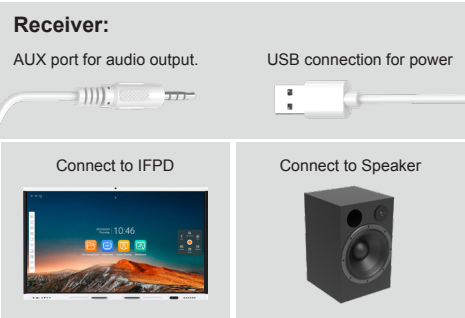 Receiver:
AUX port for audio output.
USB connection for power
Connect to IFPD
Connect to Speaker
10:46